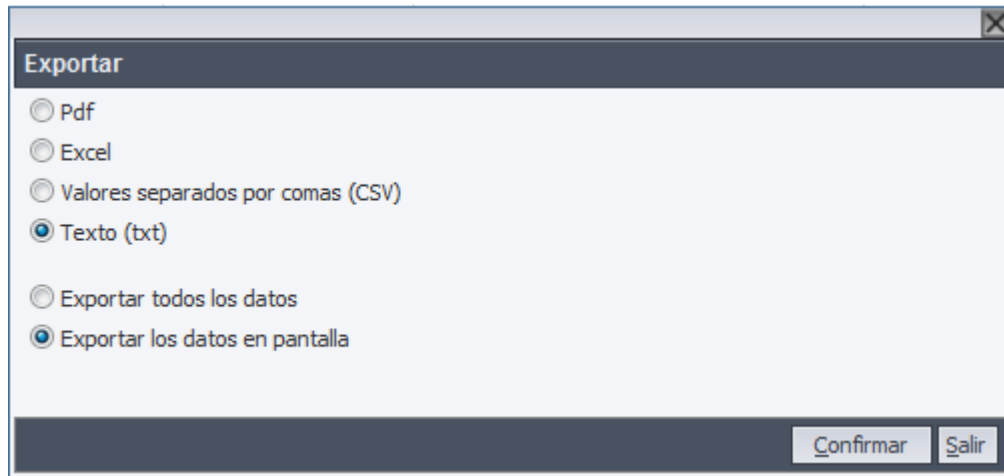 Exportar
Pdf
Excel
Valores separados por comas (CSV)
Texto (txt)
Exportar todos los datos
Exportar los datos en pantalla
Confirmar Salir